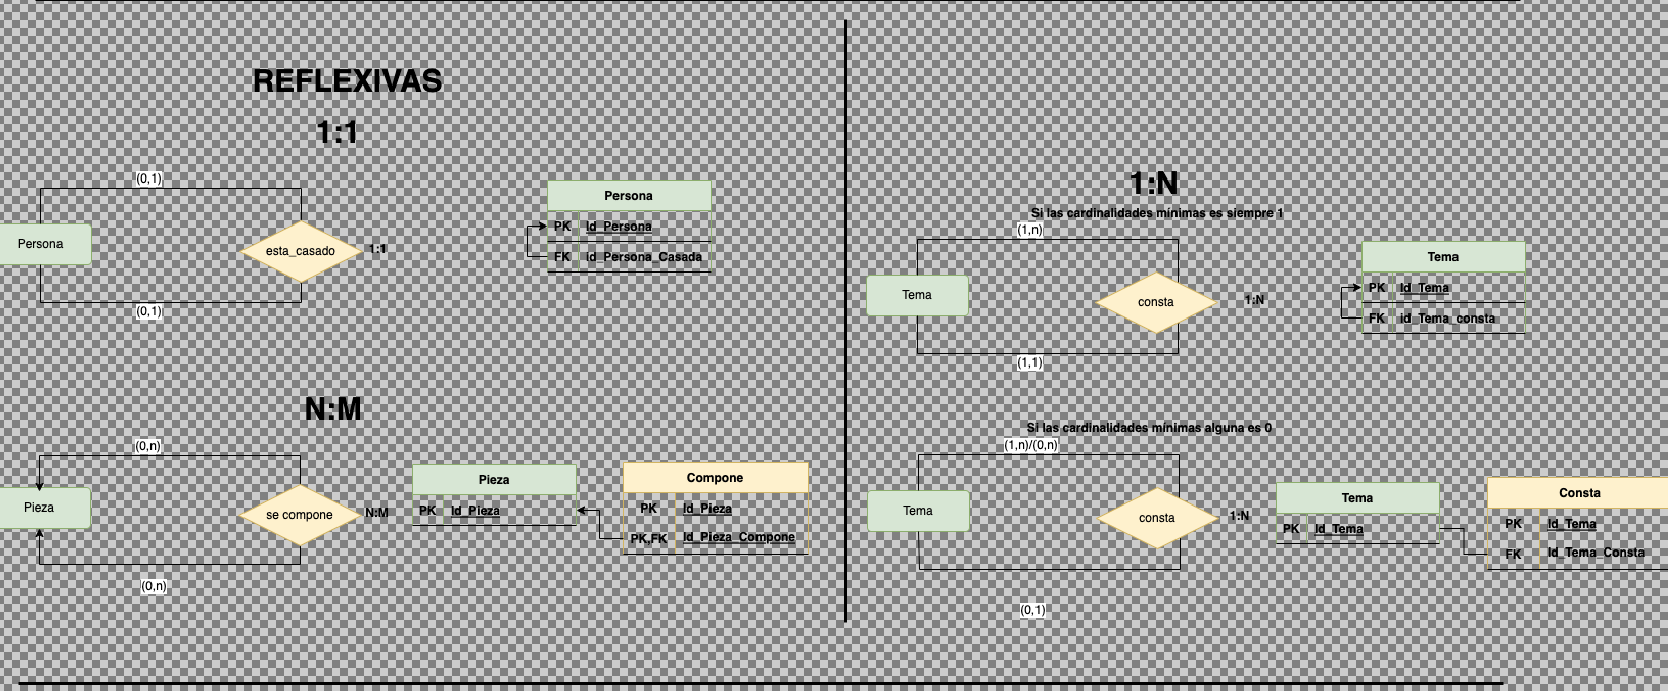 REFLEXIVAS
1:1
(0,1)
Persona
esta_casado
1:1
(0,1)
Persona
PK Id_Persona
FK id_Persona_Casada
N:M
(0,n)
Pieza
se compone
N:M
(0,n)
Pieza
PK Id_Pieza
Compone
PK Id_Pieza
PK,FK Id_Pieza_Compone
1:N
Si las cardinalidades mínimas es siempre 1
(1,n)
Tema
consta
1:N
(1,1)
Tema
PK Id_Tema
FK id_Tema_consta
Si las cardinalidades mínimas alguna es 0
(1,n)/(0,n)
Tema
consta
1:N
(0,1)
Tema
PK Id_Tema
Consta
PK Id_Tema
FK Id_Tema_Consta